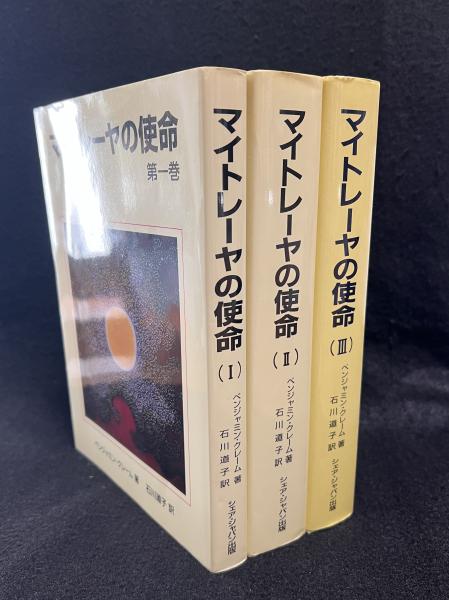 マイトレーヤの使命
第一巻
ベンジャミン・クレーム 著 石川道子 訳
マイトレーヤの使命
(Ⅰ)
ベンジャミン・クレーム 著
石川道子 訳
シェア・ジャパン出版
マイトレーヤの使命
(Ⅱ)
ベンジャミン・クレーム 著
石川道子 訳
シェア・ジャパン出版
マイトレーヤの使命
(Ⅲ)
ベンジャミン・クレーム 著
石川道子 訳
シェア・ジャパン出版